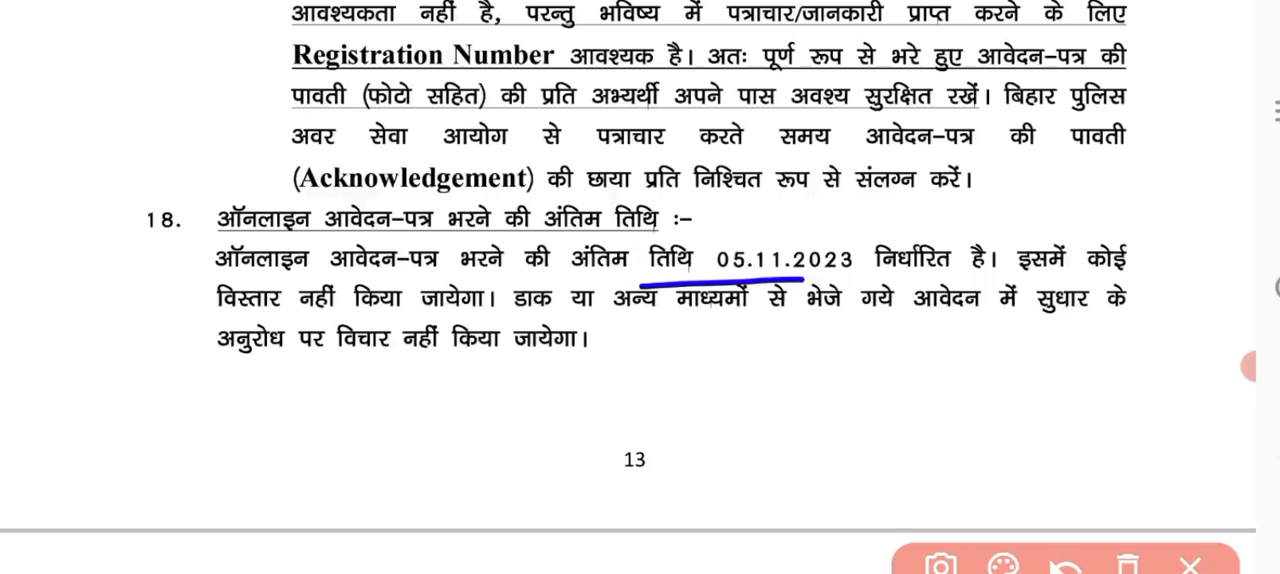 आवश्यकता नहीं है, परन्तु भविष्य में पत्राचार/जानकारी प्राप्त करने के लिए
Registration Number आवश्यक है। अतः पूर्ण रूप से भरे हुए आवेदन-पत्र की
पावती (फोटो सहित) की प्रति अभ्यर्थी अपने पास अवश्य सुरक्षित रखें। बिहार पुलिस
अवर सेवा आयोग से पत्राचार करते समय आवेदन-पत्र की पावती
(Acknowledgement) की छाया प्रति निश्चित रूप से संलग्न करें।
18. ऑनलाइन आवेदन-पत्र भरने की अंतिम तिथि :-
ऑनलाइन आवेदन-पत्र भरने की अंतिम तिथि 05.11.2023 निर्धारित है। इसमें कोई
विस्तार नहीं किया जायेगा। डाक या अन्य माध्यमों से भेजे गये आवेदन में सुधार के
अनुरोध पर विचार नहीं किया जायेगा।
13